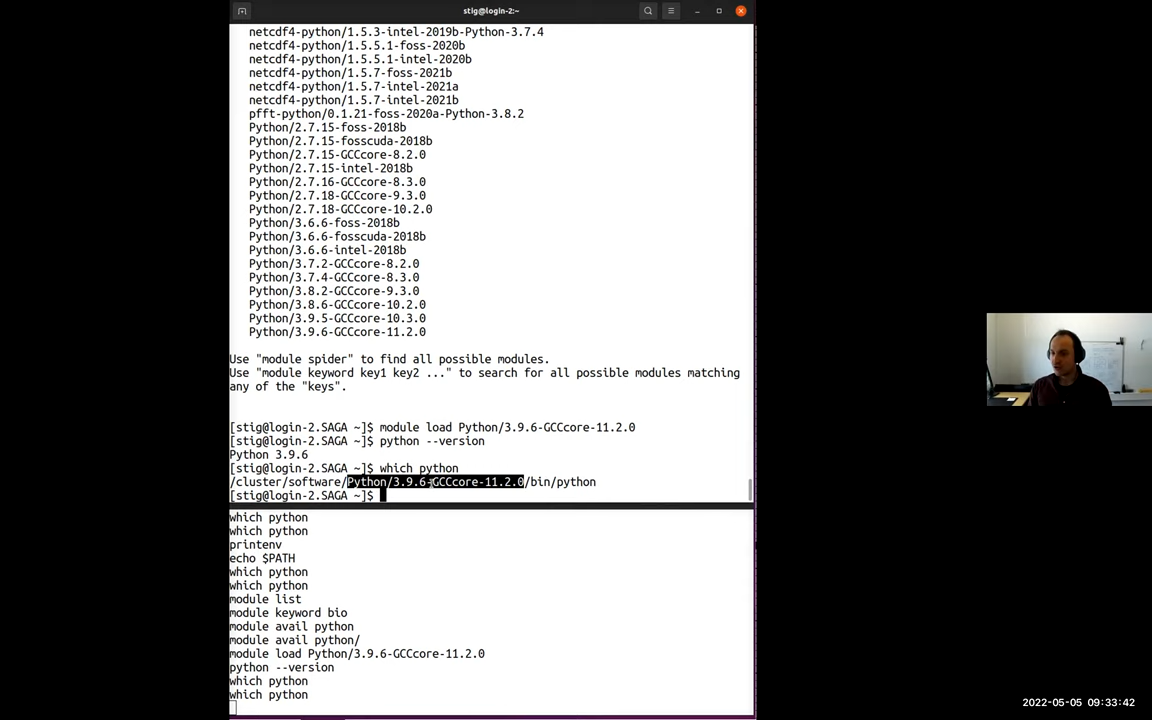 stig@login-2:~
netcdf4-python/1.5.3-intel-2019b-Python-3.7.4
netcdf4-python/1.5.5.1-foss-2020b
netcdf4-python/1.5.5.1-intel-2020b
netcdf4-python/1.5.7-foss-2021b
netcdf4-python/1.5.7-intel-2021a
netcdf4-python/1.5.7-intel-2021b
pfft-python/0.1.21-foss-2020a-Python-3.8.2
Python/2.7.15-foss-2018b
Python/2.7.15-fosscuda-2018b
Python/2.7.15-GCCcore-8.2.0
Python/2.7.15-intel-2018b
Python/2.7.16-GCCcore-8.3.0
Python/2.7.18-GCCcore-9.3.0
Python/2.7.18-GCCcore-10.2.0
Python/3.6.6-foss-2018b
Python/3.6.6-fosscuda-2018b
Python/3.6.6-intel-2018b
Python/3.7.2-GCCcore-8.2.0
Python/3.7.4-GCCcore-8.3.0
Python/3.8.2-GCCcore-9.3.0
Python/3.8.6-GCCcore-10.2.0
Python/3.9.5-GCCcore-10.3.0
Python/3.9.6-GCCcore-11.2.0
Use "module spider" to find all possible modules.
Use "module keyword key1 key2 ..." to search for all possible modules matching
any of the "keys".
[stig@login-2.SAGA ~]$ module load Python/3.9.6-GCCcore-11.2.0
[stig@login-2.SAGA ~]$ python --version
Python 3.9.6
[stig@login-2.SAGA ~]$ which python
/cluster/software/Python/3.9.6-GCCcore-11.2.0/bin/python
[stig@login-2.SAGA ~]$
which python
which python
printenv
echo $PATH
which python
which python
module list
module keyword bio
module avail python
module avail python/
module load Python/3.9.6-GCCcore-11.2.0
python --version
which python
which python
2022-05-05 09:33:42